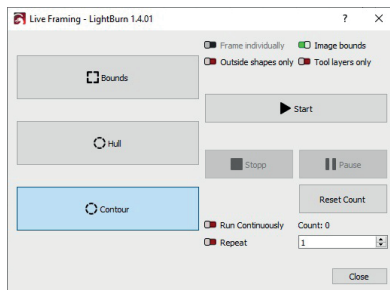 Live Framing - LightBurn 1.4.01
Frame individually Image bounds
Outside shapes only Tool layers only
Bounds
Start
Hull
Stopp Pause
Reset Count
Contour
Run Continuously Count: 0
Repeat 1
Close